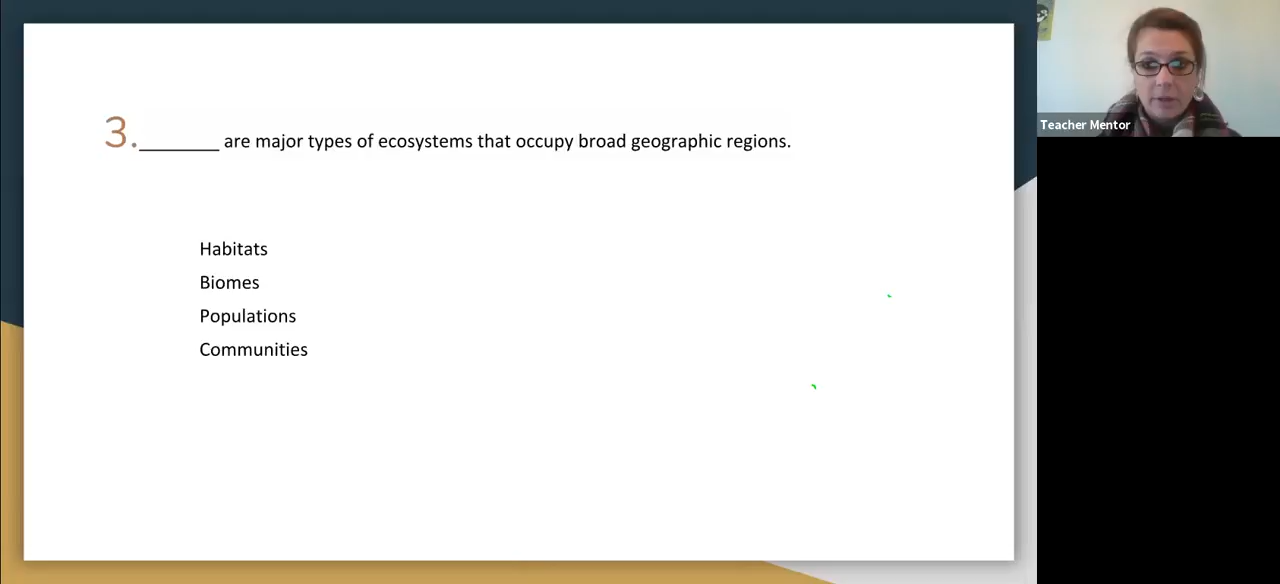 3.________ are major types of ecosystems that occupy broad geographic regions.
Habitats
Biomes
Populations
Communities
Teacher Mentor